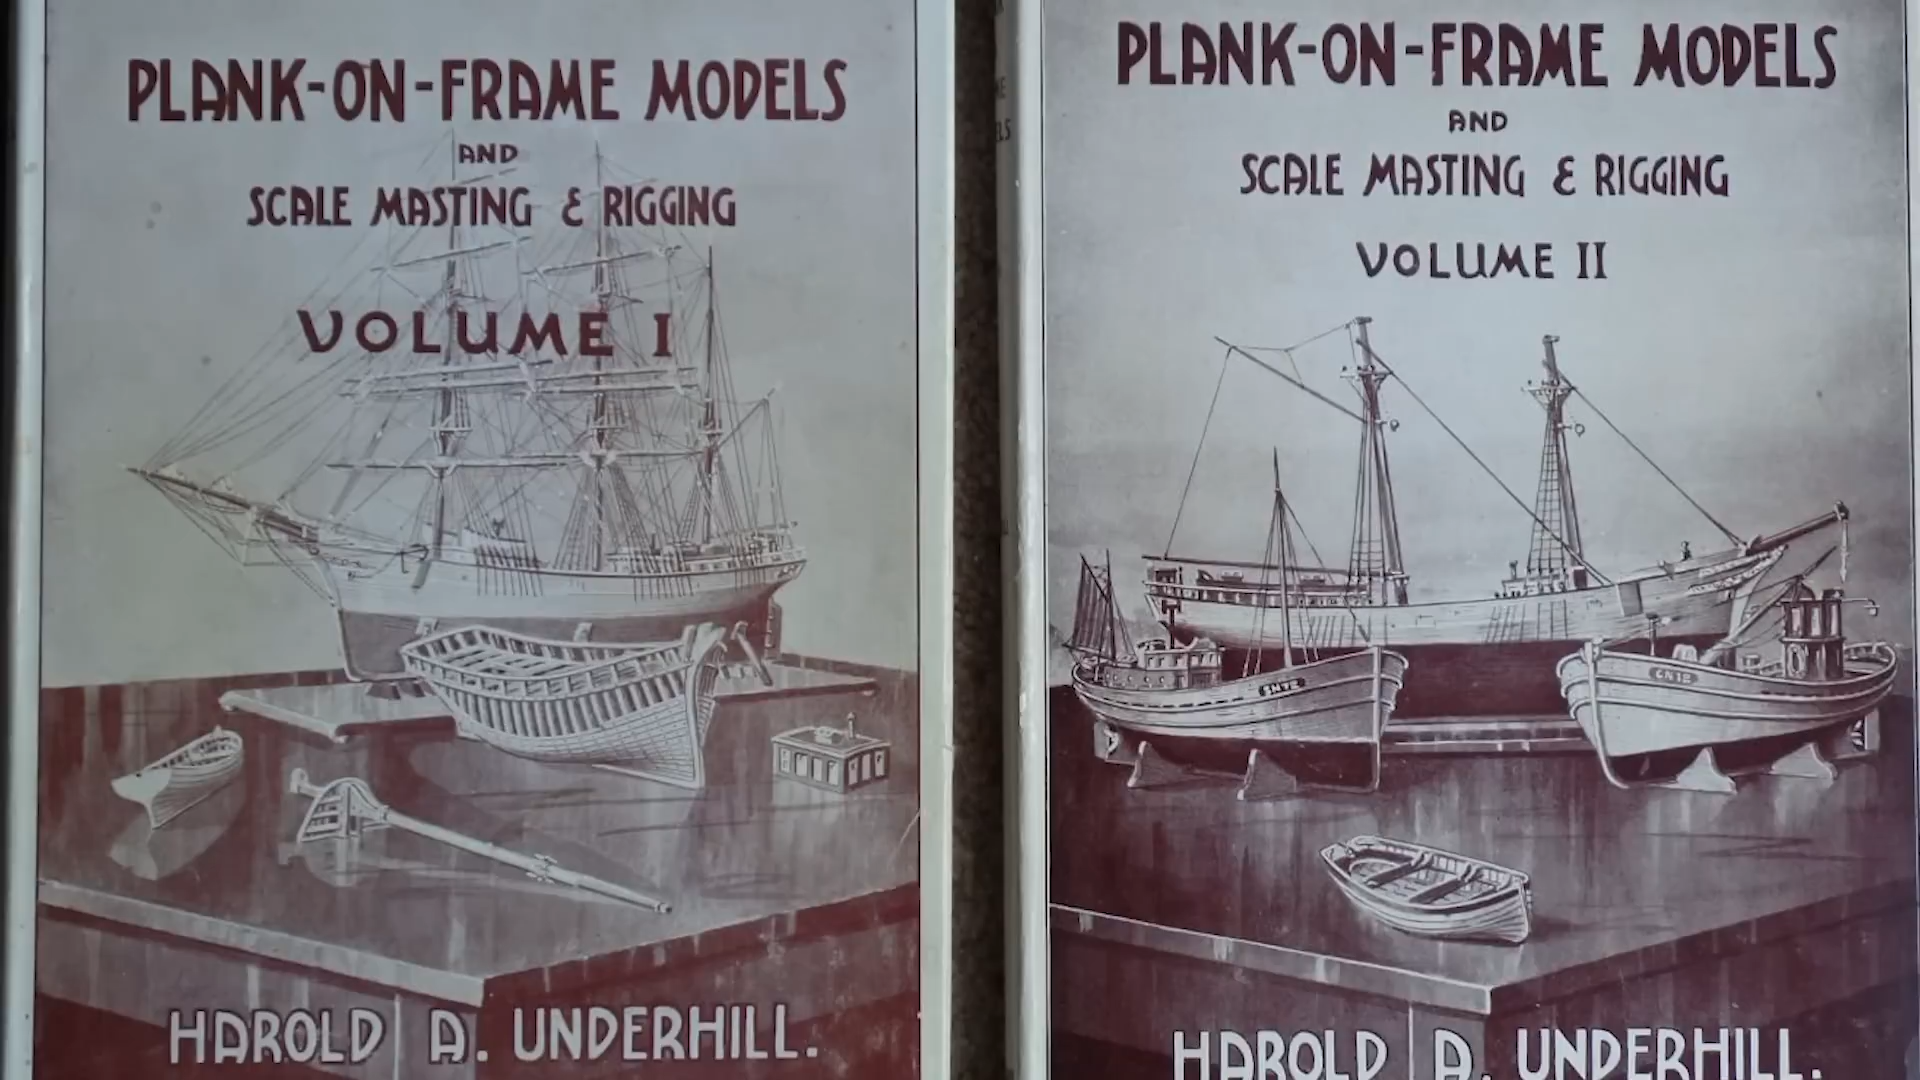 PLANK-ON-FRAME MODELS
AND
SCALE MASTING & RIGGING
VOLUME I
HAROLD A. UNDERHILL.
PLANK-ON-FRAME MODELS
AND
SCALE MASTING & RIGGING
VOLUME II
HAROLD A. UNDERHILL.